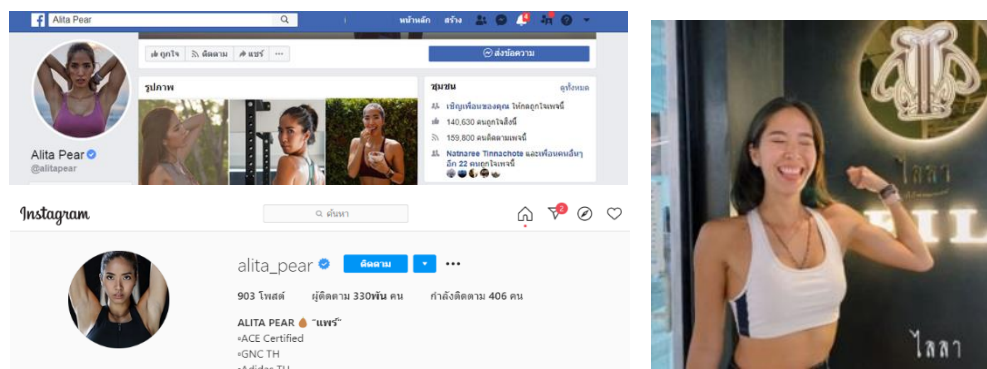 Alita Pear
หน้าหลัก สร้าง
ถูกใจ ติดตาม แชร์ ...
ส่งข้อความ
รูปภาพ
ชุมชน ดูทั้งหมด
เชิญเพื่อนของคุณ ให้กดถูกใจเพจนี้
140,630 คนถูกใจสิ่งนี้
159,800 คนติดตามเพจนี้
Natnaree Tinnachote และเพื่อนคนอื่นๆ
อีก 22 คนถูกใจเพจนี้
Alita Pear
@alitapear
Instagram
ค้นหา
2
alita_pear ติดตาม ...
903 โพสต์ ผู้ติดตาม 330พัน คน กำลังติดตาม 406 คน
ALITA PEAR "แพร์"
▫ACE Certified
▫GNC TH
▫Adidas TH
ไลลา
IL
ไลลา